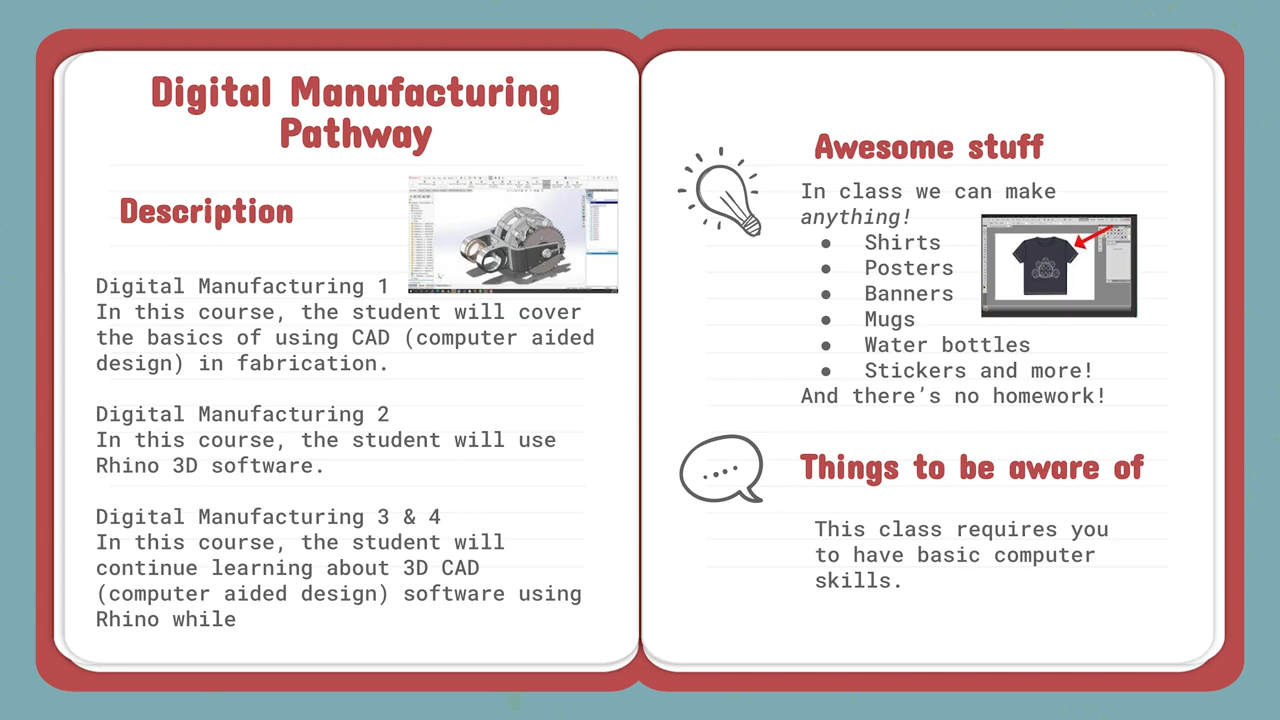 Digital Manufacturing
Pathway
Description
Digital Manufacturing 1
In this course, the student will cover
the basics of using CAD (computer aided
design) in fabrication.
Digital Manufacturing 2
In this course, the student will use
Rhino 3D software.
Digital Manufacturing 3 & 4
In this course, the student will
continue learning about 3D CAD
(computer aided design) software using
Rhino while
Awesome stuff
In class we can make
anything!
● Shirts
● Posters
● Banners
● Mugs
● Water bottles
● Stickers and more!
And there’s no homework!
Things to be aware of
This class requires you
to have basic computer
skills.